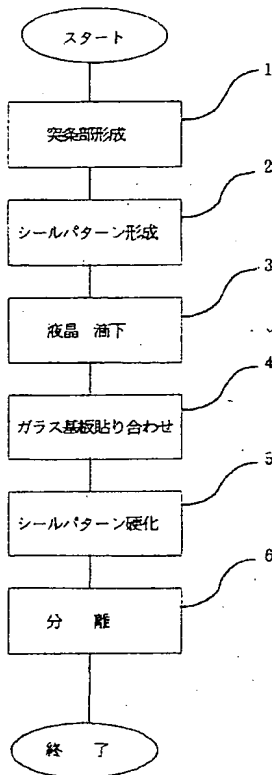 スタート
1
突条部形成
2
シールパターン形成
3
液晶 滴下
4
ガラス基板貼り合わせ
5
シールパターン硬化
6
分 離
終 了